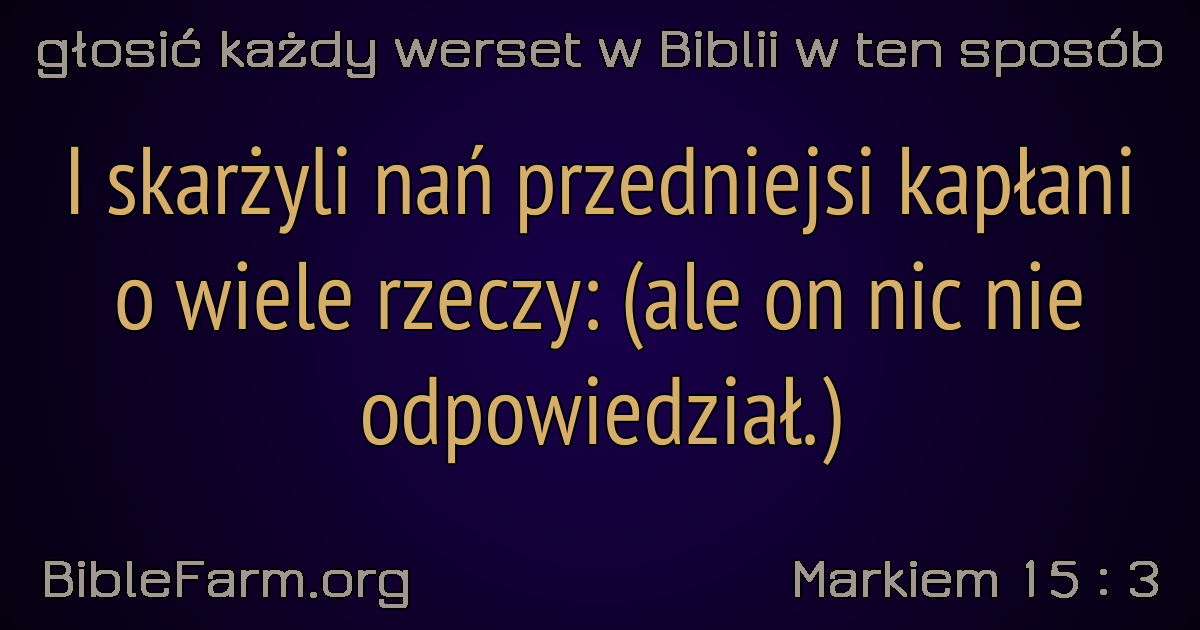 głosić każdy werset w Biblii w ten sposób
I skarżyli nań przedniejsi kapłani
o wiele rzeczy: (ale on nic nie
odpowiedział.)
BibleFarm.org
Markiem 15 : 3